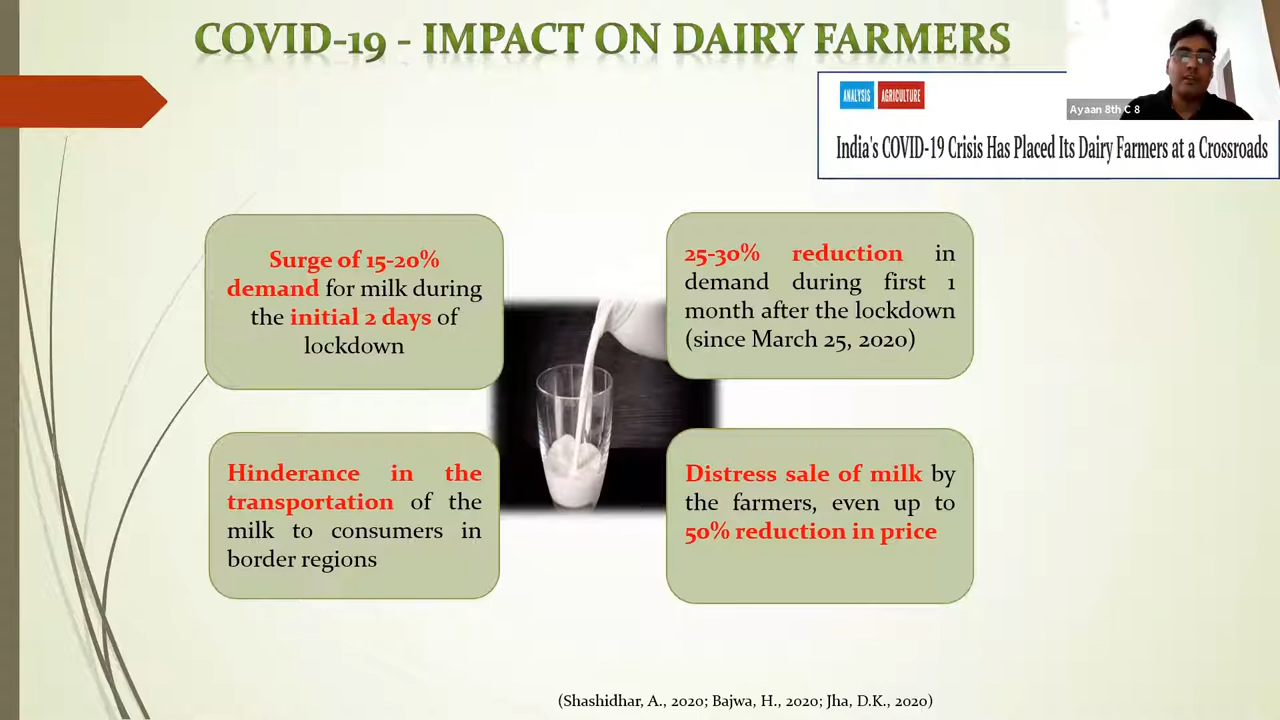 COVID-19 - IMPACT ON DAIRY FARMERS
ANALYSIS AGRICULTURE
Ayaan 8th C 8
India's COVID-19 Crisis Has Placed Its Dairy Farmers at a Crossroads
Surge of 15-20%
demand for milk during
the initial 2 days of
lockdown
25-30% reduction in
demand during first 1
month after the lockdown
(since March 25, 2020)
Hinderance in the
transportation of the
milk to consumers in
border regions
Distress sale of milk by
the farmers, even up to
50% reduction in price
(Shashidhar, A., 2020; Bajwa, H., 2020; Jha, D.K., 2020)